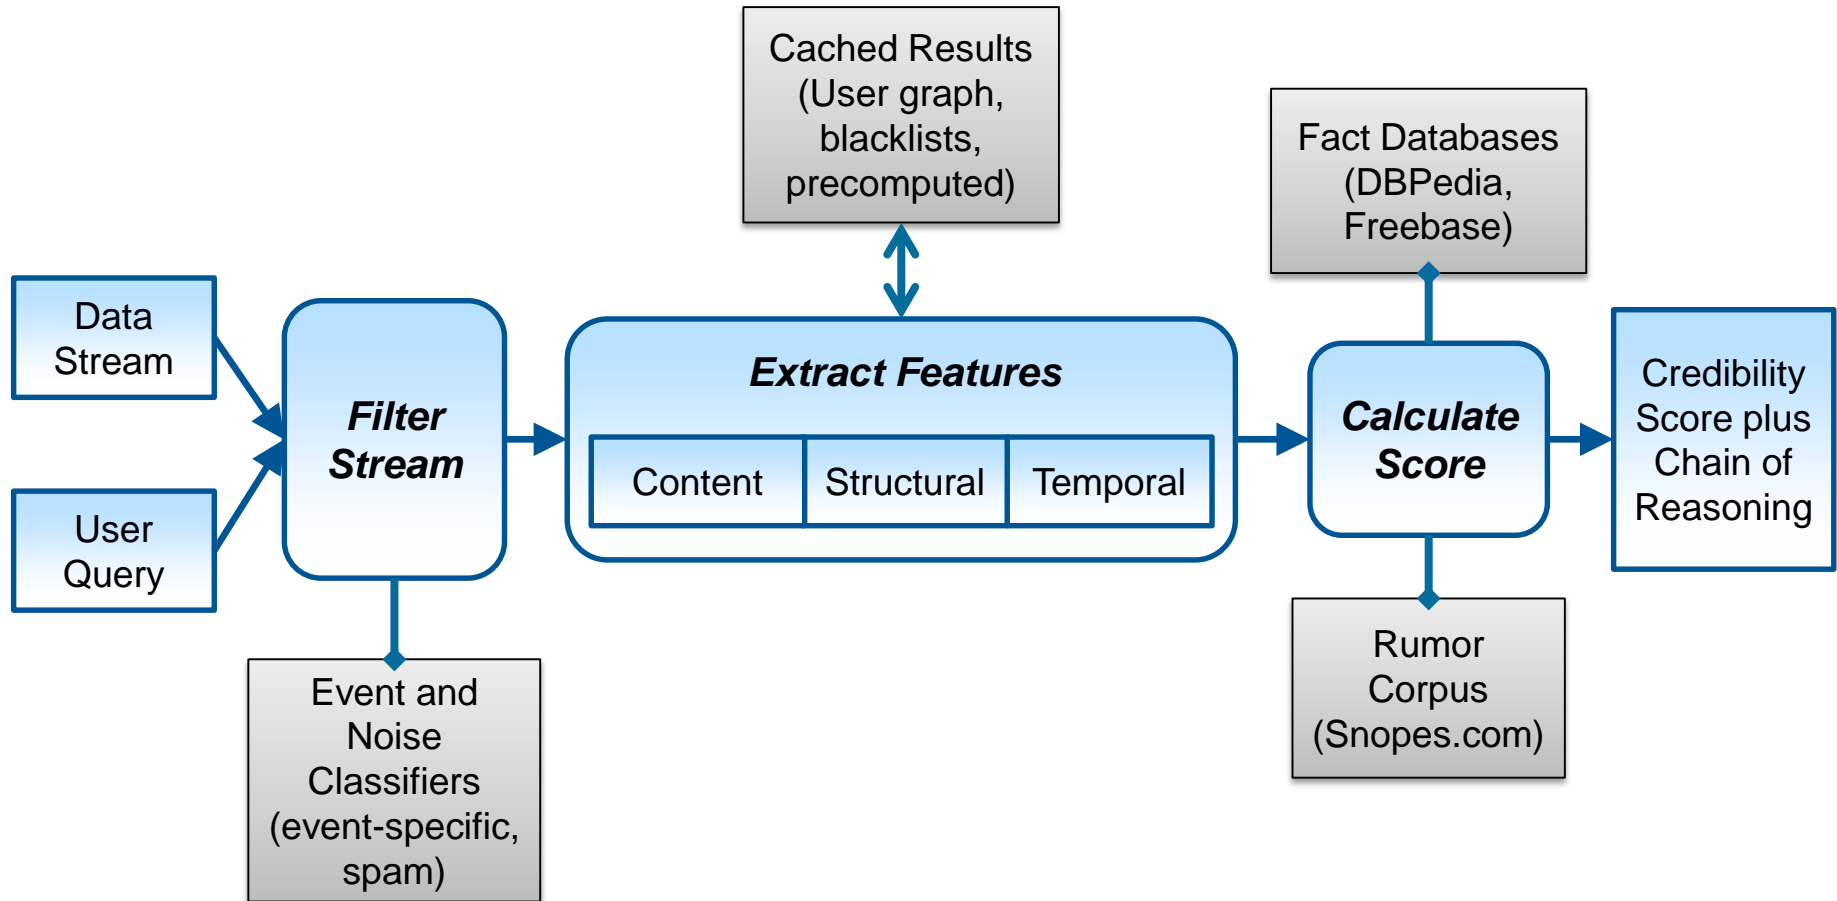 Cached Results
(User graph,
blacklists,
precomputed)
Fact Databases
(DBPedia,
Freebase)
Data
Stream
User
Query
Filter
Stream
Extract Features
Content
Structural
Temporal
Calculate
Score
Credibility
Score plus
Chain of
Reasoning
Event and
Noise
Classifiers
(event-specific,
spam)
Rumor
Corpus
(Snopes.com)